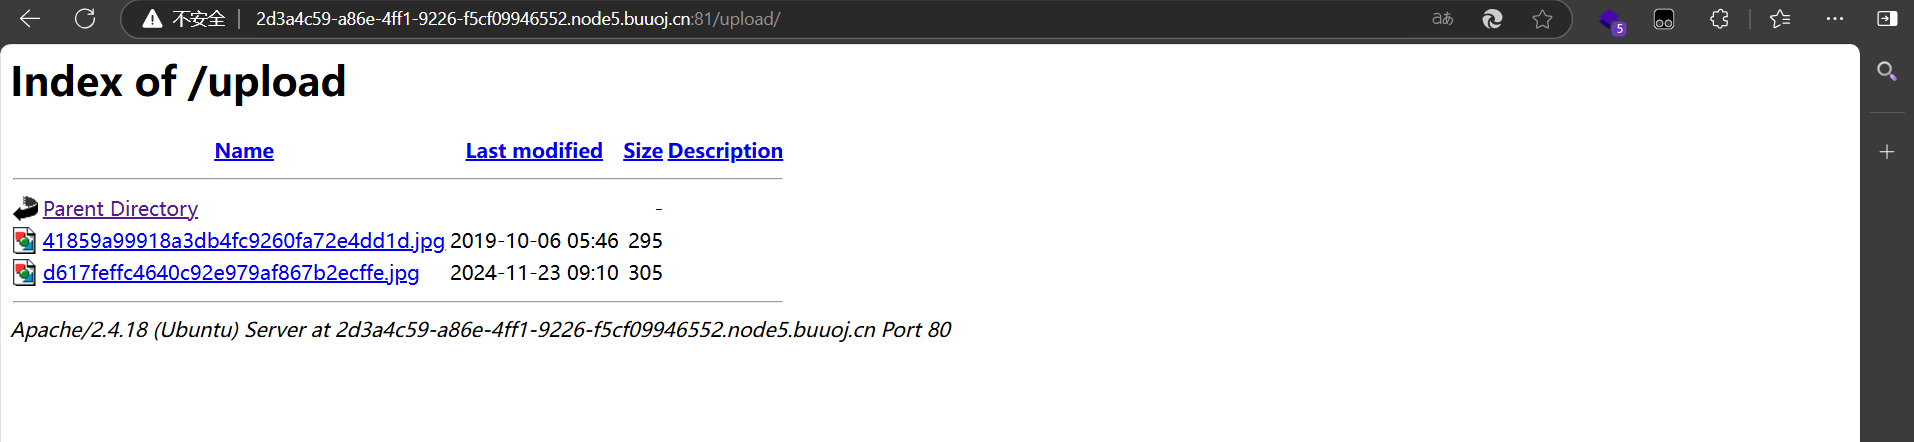 不安全 2d3a4c59-a86e-4ff1-9226-f5cf09946552.node5.buuoj.cn:81/upload/ aあ 5
Index of /upload
Name Last modified Size Description
Parent Directory -
41859a99918a3db4fc9260fa72e4dd1d.jpg 2019-10-06 05:46 295
d617feffc4640c92e979af867b2ecffe.jpg 2024-11-23 09:10 305
Apache/2.4.18 (Ubuntu) Server at 2d3a4c59-a86e-4ff1-9226-f5cf09946552.node5.buuoj.cn Port 80